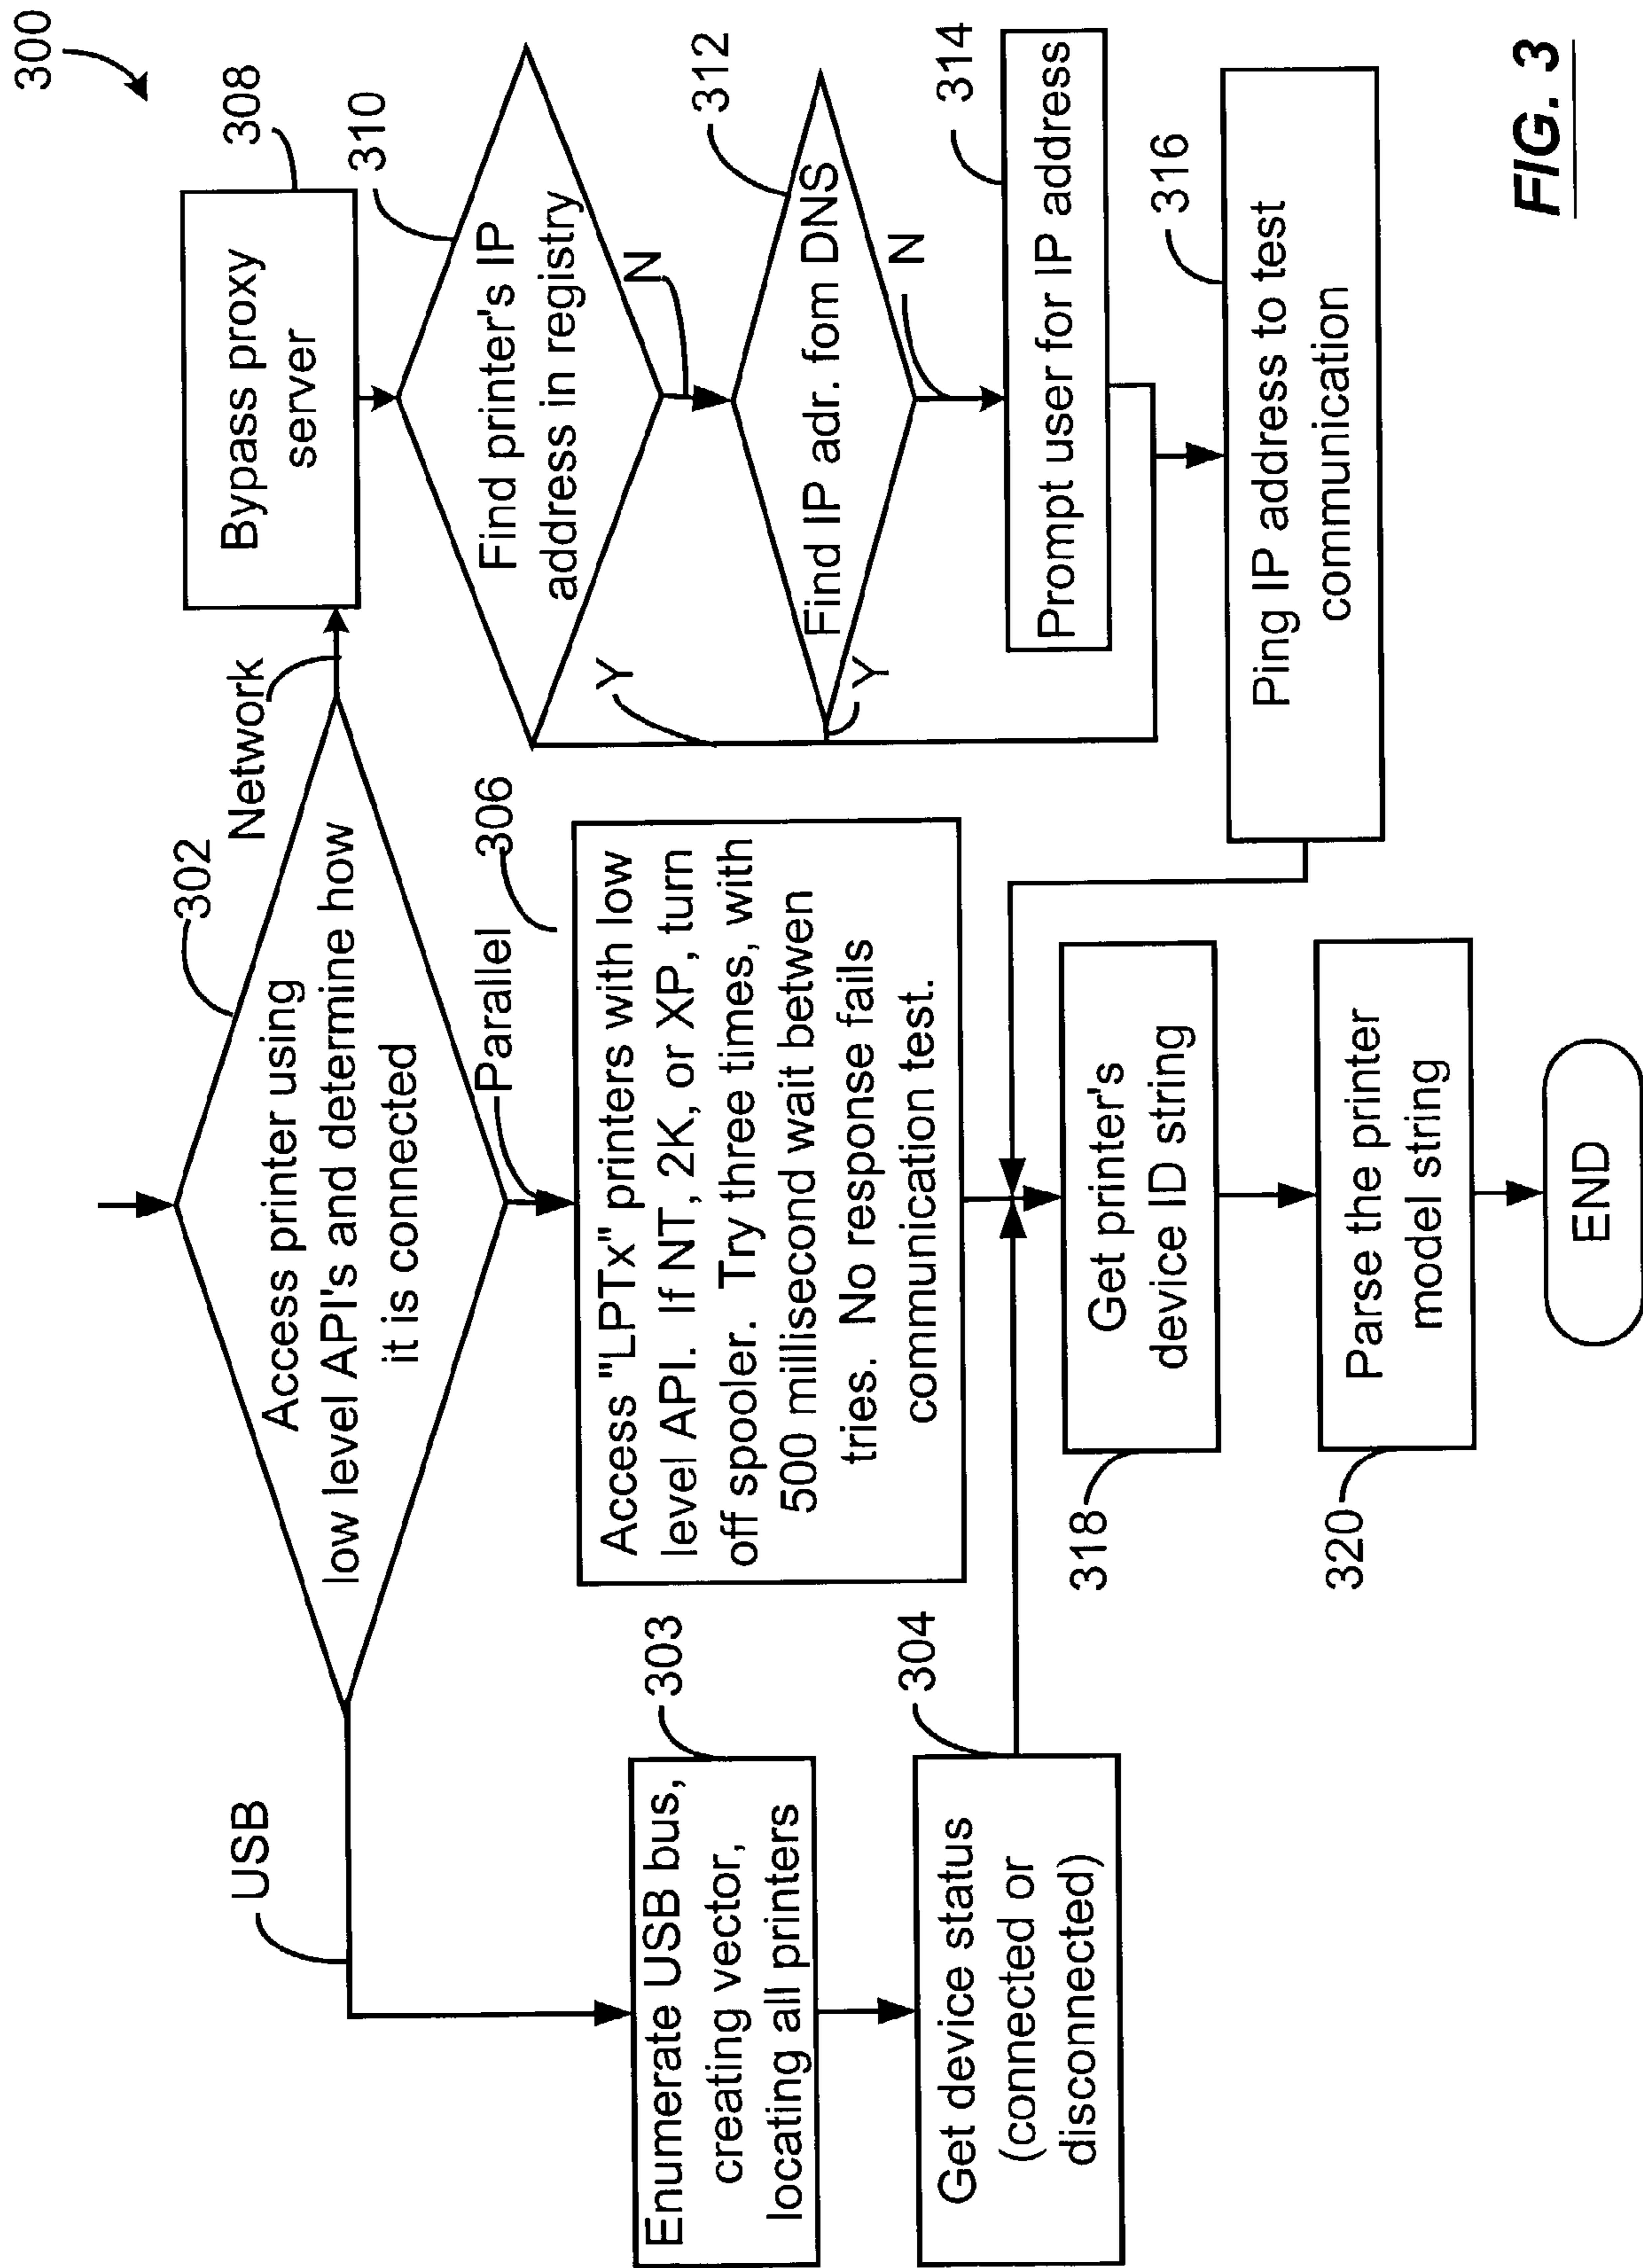 300
302
Access printer using
low level API's and determine how
it is connected
USB
Network
Parallel
308
Bypass proxy
server
310
Find printer's IP
address in registry
N
Y
312
Find IP adr. fom DNS
N
Y
314
Prompt user for IP address
316
Ping IP address to test
communication
303
Enumerate USB bus,
creating vector,
locating all printers
304
Get device status
(connected or
disconnected)
306
Access "LPTx" printers with low
level API. If NT, 2K, or XP, turn
off spooler. Try three times, with
500 millisecond wait betwen
tries. No response fails
communication test.
318
Get printer's
device ID string
320
Parse the printer
model string
END
FIG. 3